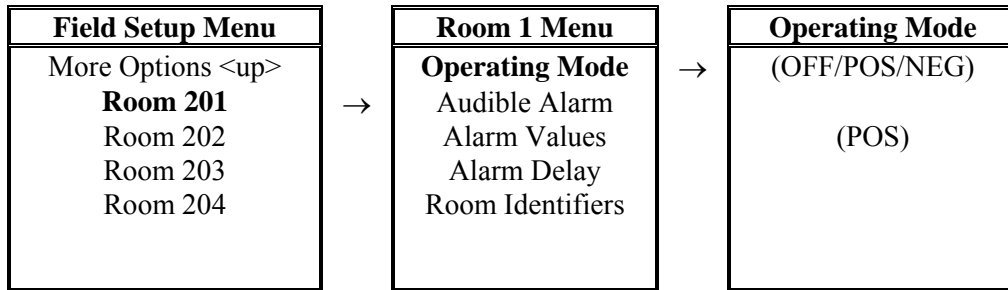 Field Setup Menu
More Options <up>
Room 201
Room 202
Room 203
Room 204
→
Room 1 Menu
Operating Mode
Audible Alarm
Alarm Values
Alarm Delay
Room Identifiers
→
Operating Mode
(OFF/POS/NEG)
(POS)